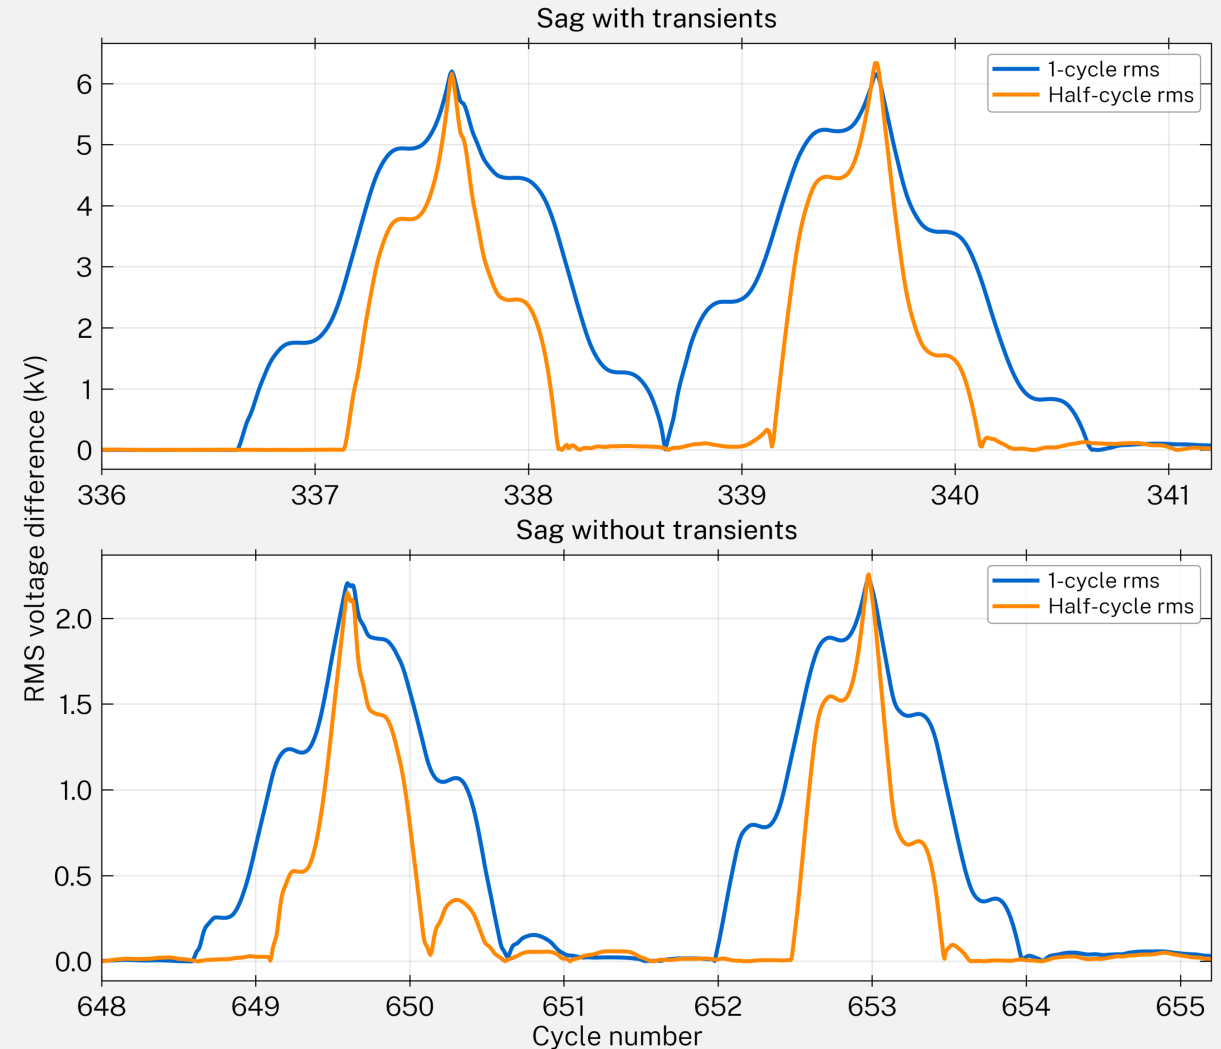 Sag with transients
1-cycle rms
Half-cycle rms
6
5
4
3
2
1
0
336 337 338 339 340 341
Sag without transients
1-cycle rms
Half-cycle rms
RMS voltage difference (kV)
2.0
1.5
1.0
0.5
0.0
648 649 650 651 652 653 654 655
Cycle number